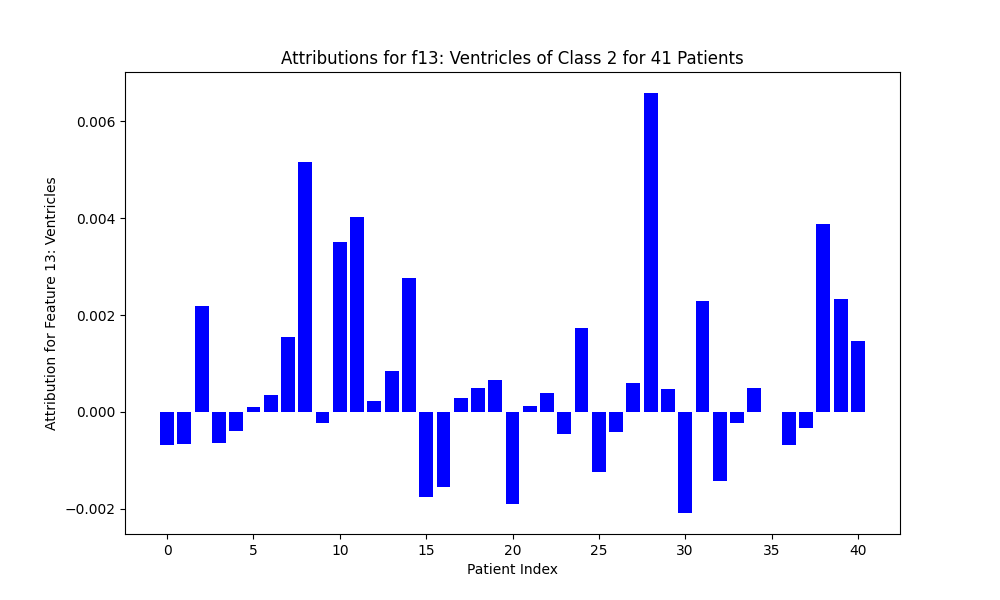 Attributions for f13: Ventricles of Class 2 for 41 Patients
Attribution for Feature 13: Ventricles
0.006
0.004
0.002
0.000
−0.002
0 5 10 15 20 25 30 35 40
Patient Index